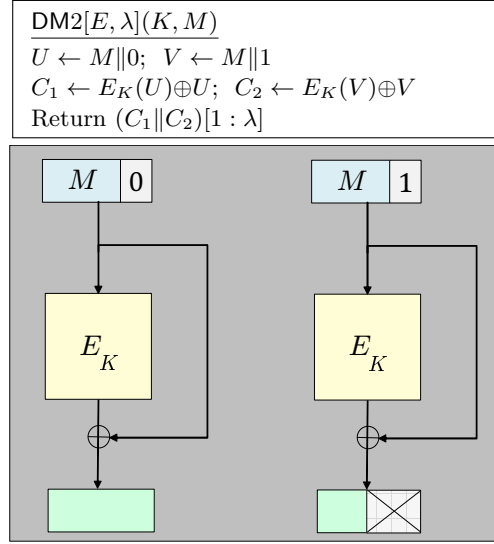 DM2[E, λ](K, M)
U ← M‖0; V ← M‖1
C₁ ← E_K(U)⊕U; C₂ ← E_K(V)⊕V
Return (C₁‖C₂)[1 : λ]
M 0 M 1
E_K E_K